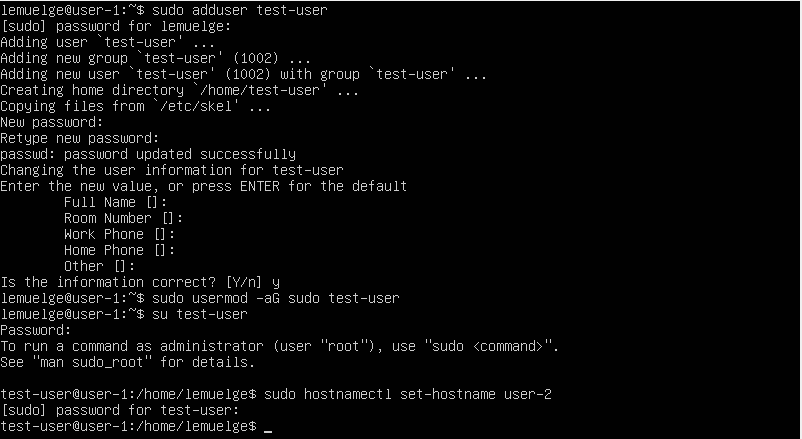 lemuelge@user-1:~$ sudo adduser test-user
[sudo] password for lemuelge:
Adding user `test-user' ...
Adding new group `test-user' (1002) ...
Adding new user `test-user' (1002) with group `test-user' ...
Creating home directory `/home/test-user' ...
Copying files from `/etc/skel' ...
New password:
Retype new password:
passwd: password updated successfully
Changing the user information for test-user
Enter the new value, or press ENTER for the default
        Full Name []:
        Room Number []:
        Work Phone []:
        Home Phone []:
        Other []:
Is the information correct? [Y/n] y
lemuelge@user-1:~$ sudo usermod -aG sudo test-user
lemuelge@user-1:~$ su test-user
Password:
To run a command as administrator (user "root"), use "sudo <command>".
See "man sudo_root" for details.

test-user@user-1:/home/lemuelge$ sudo hostnamectl set-hostname user-2
[sudo] password for test-user:
test-user@user-1:/home/lemuelge$ _